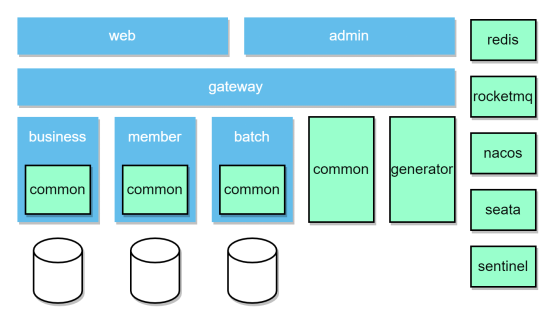 web
admin
redis
gateway
rocketmq
business
member
batch
common
generator
nacos
common
common
common
seata
sentinel